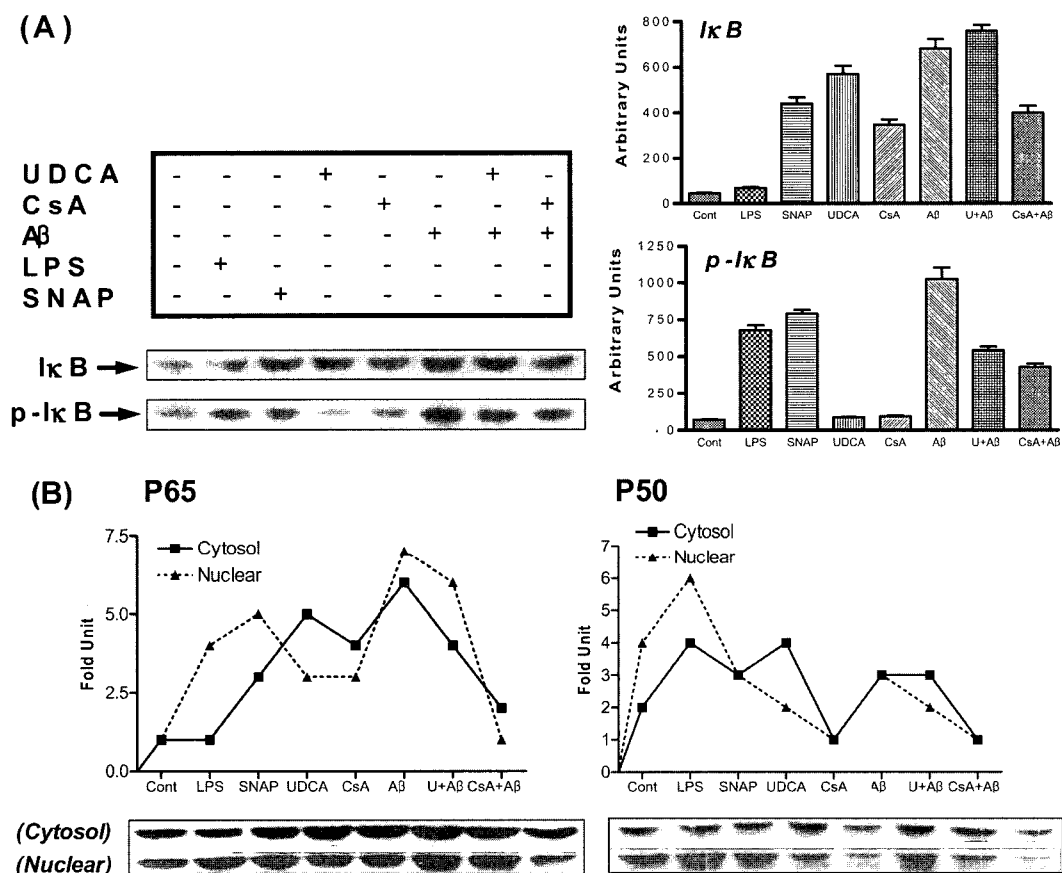 (A)
UDCA - - - + - - + -
CsA - - - - + - - +
Aβ - - - - - + + +
LPS - + - - - - - -
SNAP - - + - - - - -
IκB
p-IκB
IκB
Arbitrary Units
800
600
400
200
0
Cont LPS SNAP UDCA CsA Aβ U+Aβ CsA+Aβ
p-IκB
Arbitrary Units
1250
1000
750
500
250
0
Cont LPS SNAP UDCA CsA Aβ U+Aβ CsA+Aβ
(B) P65
Cytosol
Nuclear
Fold Unit
7.5
5.0
2.5
0.0
Cont LPS SNAP UDCA CsA Aβ U+Aβ CsA+Aβ
P50
Cytosol
Nuclear
Fold Unit
7
6
5
4
3
2
1
0
Cont LPS SNAP UDCA CsA Aβ U+Aβ CsA+Aβ
(Cytosol)
(Nuclear)